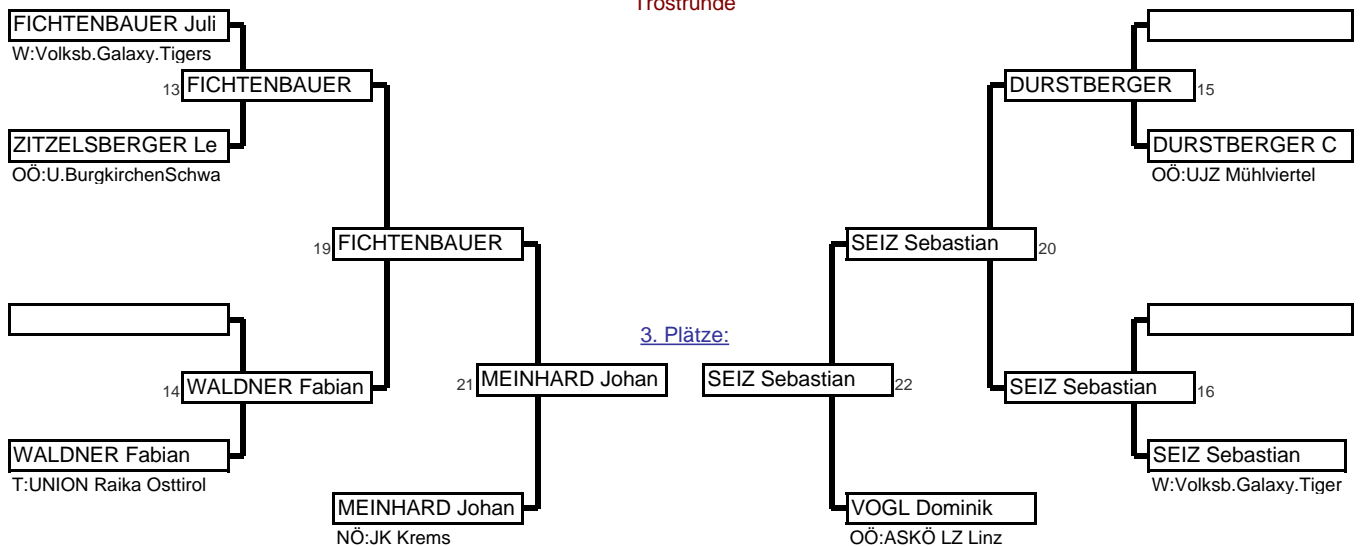 Trostrunde
FICHTENBAUER Juli
W:Volksb.Galaxy.Tigers
13 FICHTENBAUER
DURSTBERGER 15
ZITZELSBERGER Le
OÖ:U.BurgkirchenSchwa
DURSTBERGER C
OÖ:UJZ Mühlviertel
19 FICHTENBAUER
SEIZ Sebastian 20
3. Plätze:
14 WALDNER Fabian
21 MEINHARD Johan
SEIZ Sebastian 22
SEIZ Sebastian 16
WALDNER Fabian
T:UNION Raika Osttirol
SEIZ Sebastian
W:Volksb.Galaxy.Tiger
MEINHARD Johan
NÖ:JK Krems
VOGL Dominik
OÖ:ASKÖ LZ Linz